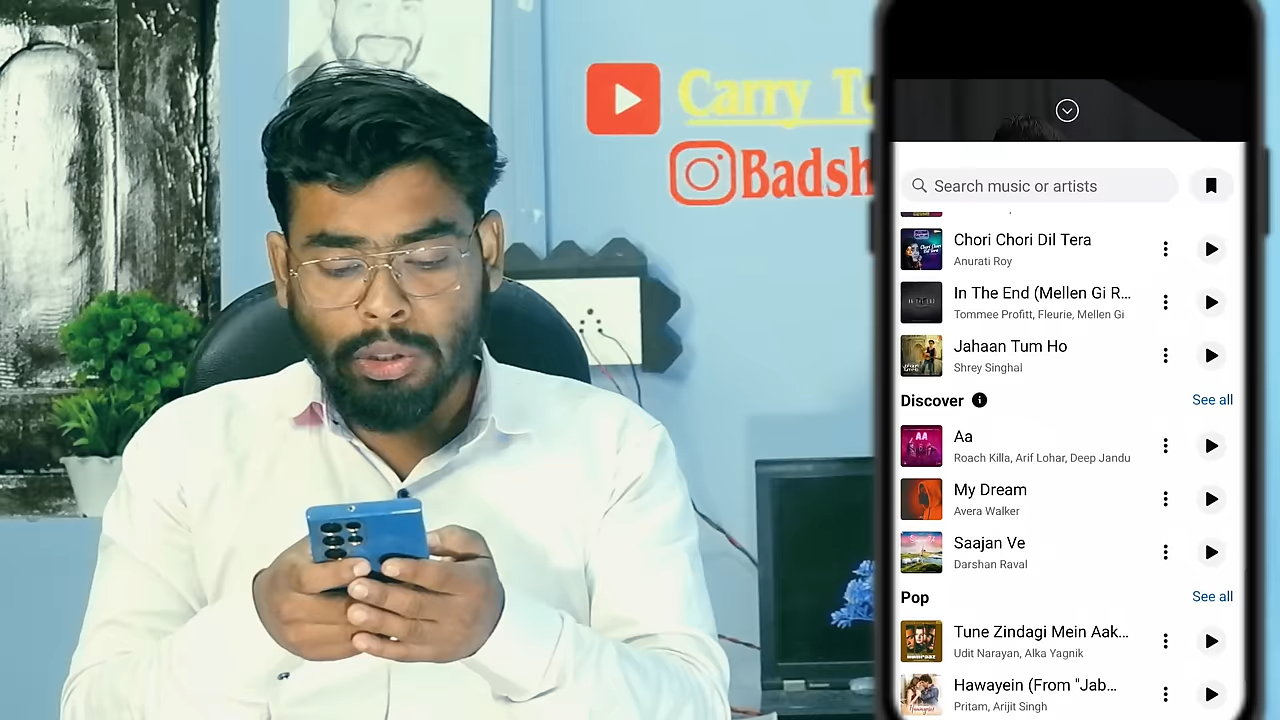 Carry
Badsh
Search music or artists
Chori Chori Dil Tera
Anurati Roy
In The End (Mellen Gi R...
Tommee Profitt, Fleurie, Mellen Gi
Jahaan Tum Ho
Shrey Singhal
Discover
See all
AA
Aa
Roach Killa, Arif Lohar, Deep Jandu
My Dream
Avera Walker
Saajan Ve
Darshan Raval
Pop
See all
Tune Zindagi Mein Aak...
Udit Narayan, Alka Yagnik
Hawayein (From "Jab...
Pritam, Arijit Singh